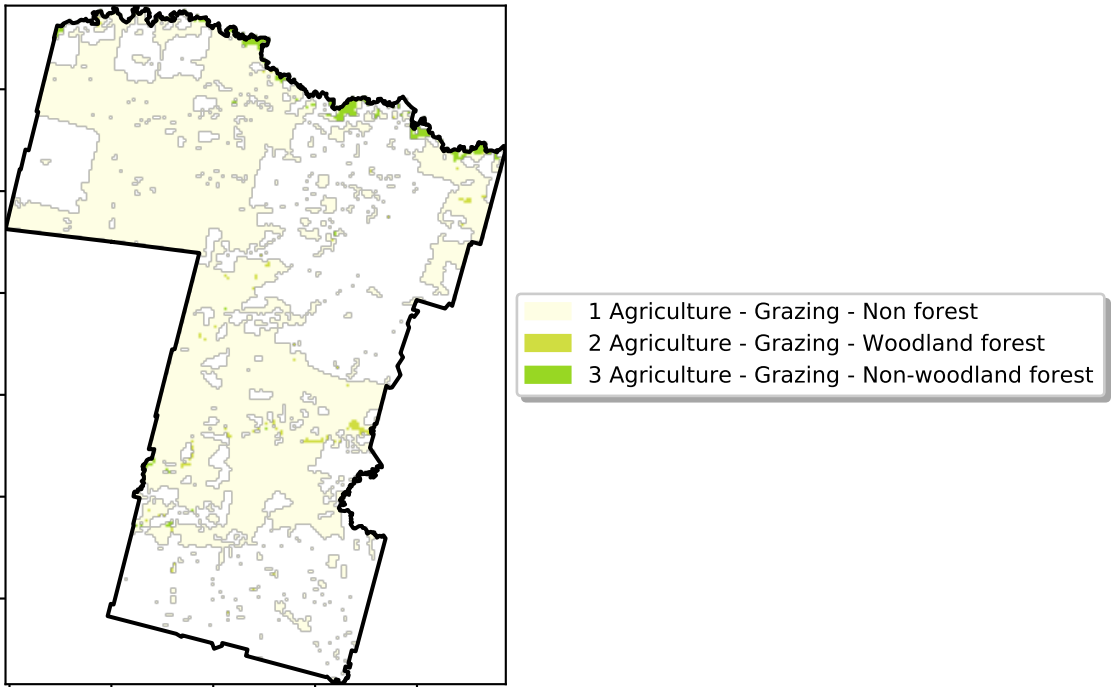 1 Agriculture - Grazing - Non forest
2 Agriculture - Grazing - Woodland forest
3 Agriculture - Grazing - Non-woodland forest